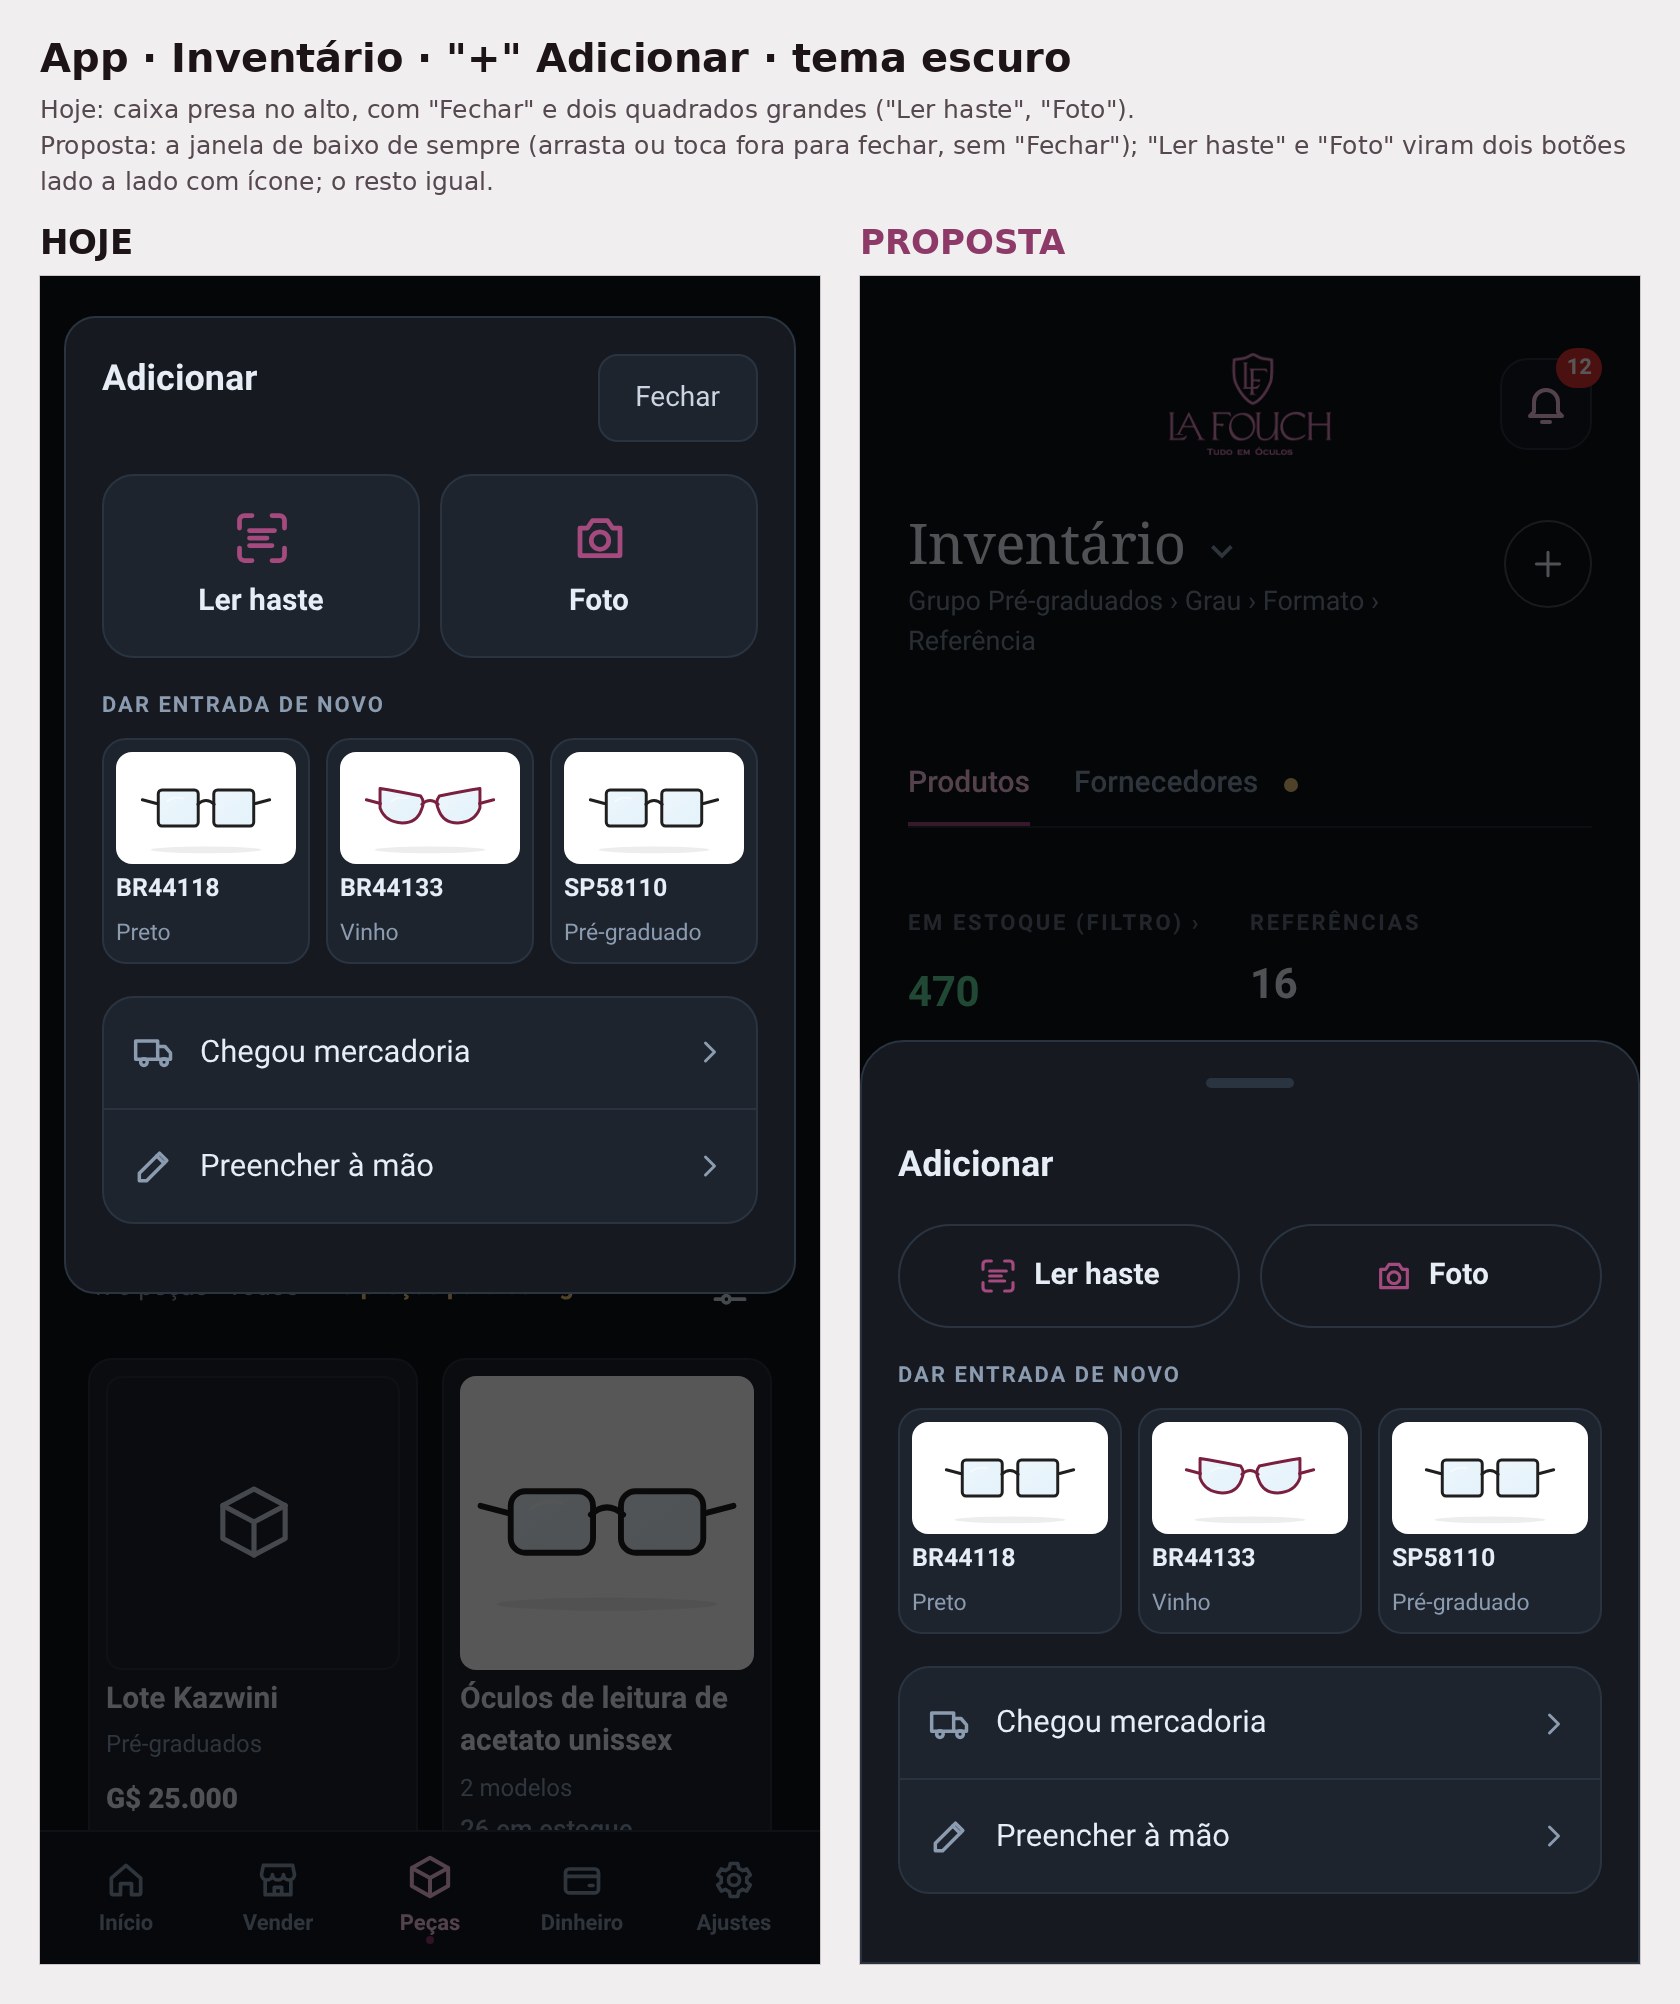 App · Inventário · "+" Adicionar · tema escuro
Hoje: caixa presa no alto, com "Fechar" e dois quadrados grandes ("Ler haste", "Foto").
Proposta: a janela de baixo de sempre (arrasta ou toca fora para fechar, sem "Fechar"); "Ler haste" e "Foto" viram dois botões
lado a lado com ícone; o resto igual.
HOJE
Adicionar
Fechar
Ler haste
Foto
DAR ENTRADA DE NOVO
BR44118
BR44133
SP58110
Preto
Vinho
Pré-graduado
Chegou mercadoria
Preencher à mão
Lote Kazwini
Pré-graduados
G$ 25.000
Óculos de leitura de
acetato unissex
2 modelos
26 em estoque
Início
Vender
Peças
Dinheiro
Ajustes
PROPOSTA
LF
LA FOUCH
TUDO EM ÓCULOS
12
Inventário
Grupo Pré-graduados › Grau › Formato ›
Referência
Produtos
Fornecedores
EM ESTOQUE (FILTRO) ›
REFERÊNCIAS
470
16
Adicionar
Ler haste
Foto
DAR ENTRADA DE NOVO
BR44118
BR44133
SP58110
Preto
Vinho
Pré-graduado
Chegou mercadoria
Preencher à mão